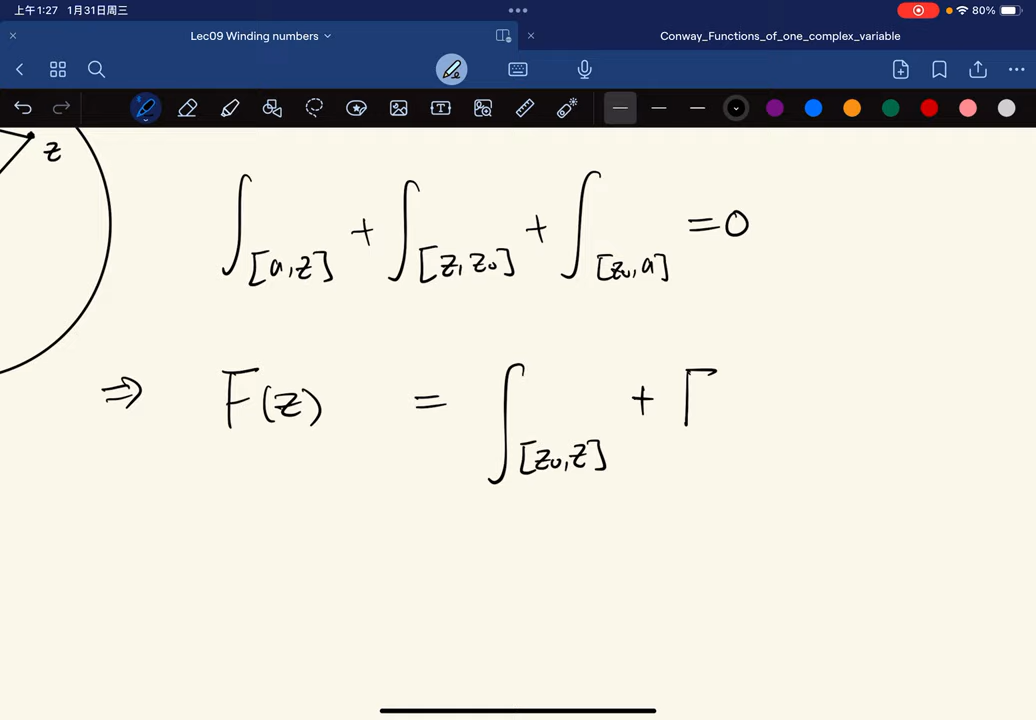 上午1:27 1月31日周三 80%
Lec09 Winding numbers Conway_Functions_of_one_complex_variable
z
∫[a,z] + ∫[z,z₀] + ∫[z₀,a] =0
⇒ F(z) = ∫[z₀,z] + Γ